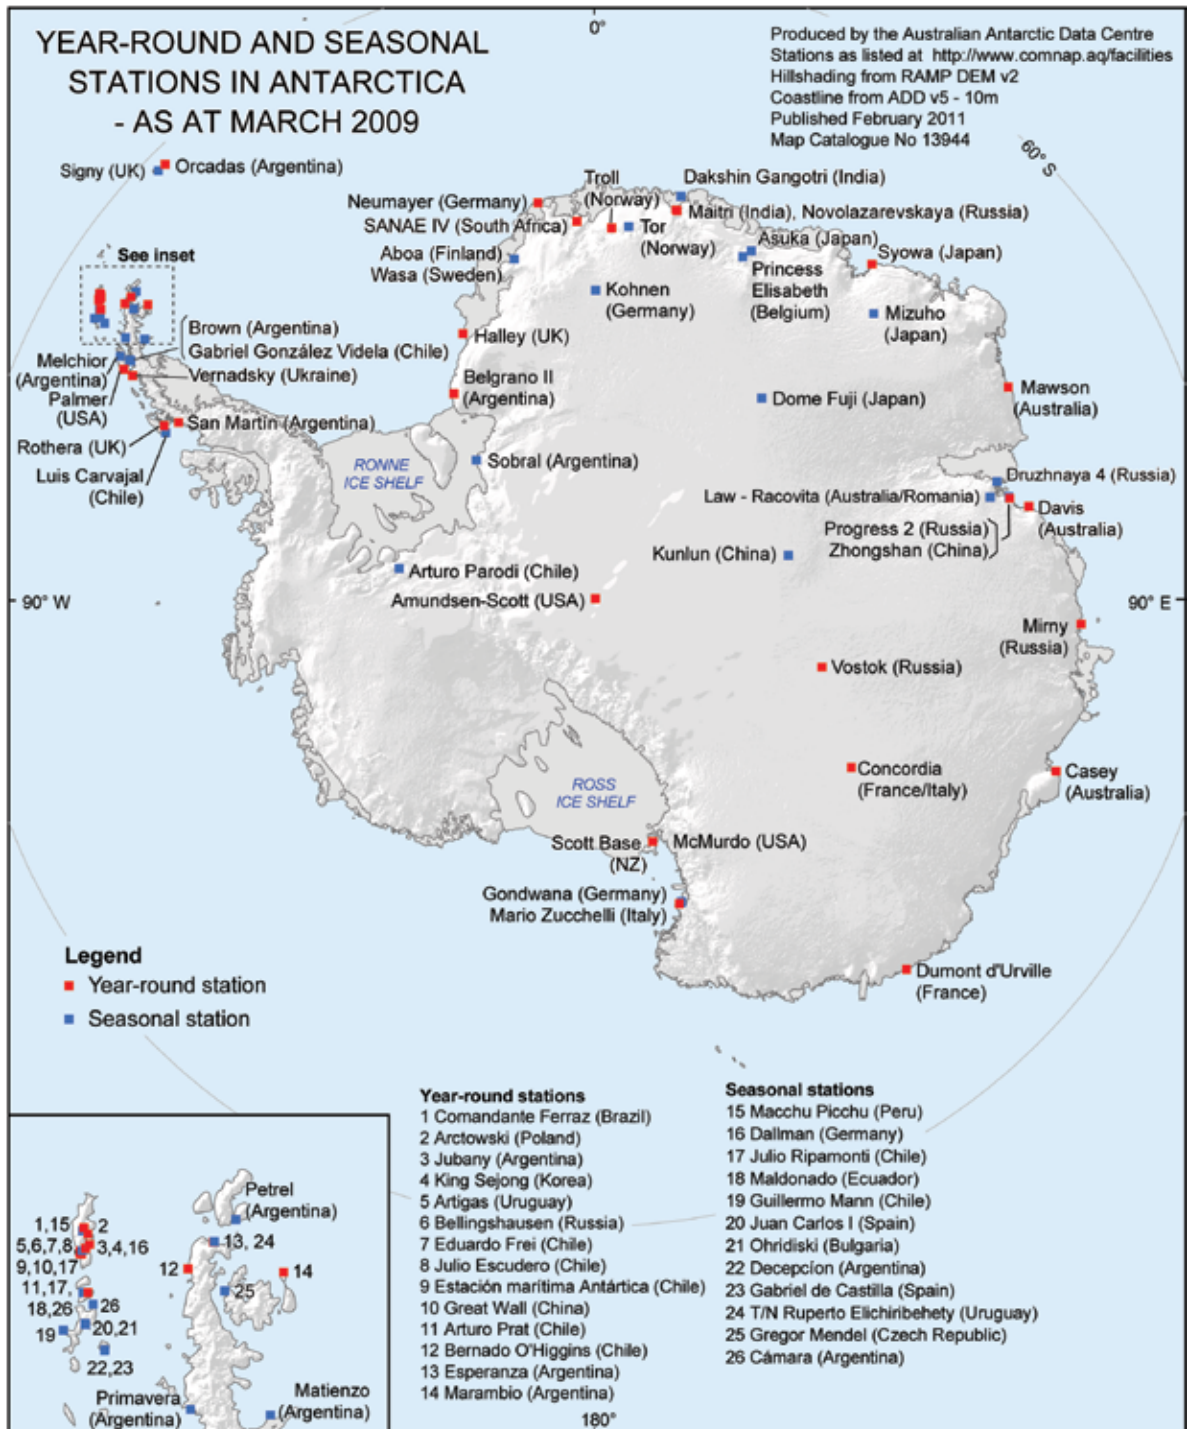 YEAR-ROUND AND SEASONAL
STATIONS IN ANTARCTICA
- AS AT MARCH 2009
0°
Produced by the Australian Antarctic Data Centre
Stations as listed at http://www.comnap.aq/facilities
Hillshading from RAMP DEM v2
Coastline from ADD v5 - 10m
Published February 2011
Map Catalogue No 13944
60° S
Signy (UK)
Orcadas (Argentina)
See inset
Neumayer (Germany)
SANAE IV (South Africa)
Aboa (Finland)
Wasa (Sweden)
Troll
(Norway)
Tor
(Norway)
Dakshin Gangotri (India)
Maitri (India), Novolazarevskaya (Russia)
Asuka (Japan)
Princess
Elisabeth
(Belgium)
Syowa (Japan)
Mizuho
(Japan)
Kohnen
(Germany)
Brown (Argentina)
Gabriel González Videla (Chile)
Vernadsky (Ukraine)
Melchior
(Argentina)
Palmer
(USA)
Halley (UK)
Belgrano II
(Argentina)
Dome Fuji (Japan)
Mawson
(Australia)
San Martín (Argentina)
Rothera (UK)
Luis Carvajal
(Chile)
RONNE
ICE SHELF
Sobral (Argentina)
Druzhnaya 4 (Russia)
Law - Racovita (Australia/Romania)
Davis
(Australia)
Progress 2 (Russia)
Zhongshan (China)
Kunlun (China)
Arturo Parodi (Chile)
Amundsen-Scott (USA)
90° W
90° E
Mirny
(Russia)
Vostok (Russia)
Concordia
(France/Italy)
Casey
(Australia)
ROSS
ICE SHELF
Scott Base
(NZ)
McMurdo (USA)
Gondwana (Germany)
Mario Zucchelli (Italy)
Dumont d'Urville
(France)
Legend
Year-round station
Seasonal station
Year-round stations
1 Comandante Ferraz (Brazil)
2 Arctowski (Poland)
3 Jubany (Argentina)
4 King Sejong (Korea)
5 Artigas (Uruguay)
6 Bellingshausen (Russia)
7 Eduardo Frei (Chile)
8 Julio Escudero (Chile)
9 Estación marítima Antártica (Chile)
10 Great Wall (China)
11 Arturo Prat (Chile)
12 Bernado O'Higgins (Chile)
13 Esperanza (Argentina)
14 Marambio (Argentina)
Seasonal stations
15 Macchu Picchu (Peru)
16 Dallman (Germany)
17 Julio Ripamonti (Chile)
18 Maldonado (Ecuador)
19 Guillermo Mann (Chile)
20 Juan Carlos I (Spain)
21 Ohridiski (Bulgaria)
22 Decepcíon (Argentina)
23 Gabriel de Castilla (Spain)
24 T/N Ruperto Elichiribehety (Uruguay)
25 Gregor Mendel (Czech Republic)
26 Cámara (Argentina)
Petrel
(Argentina)
1,15
2
5,6,7,8
3,4,16
9,10,17
11,17,
18,26
26
19
20,21
22,23
12
13, 24
14
25
Primavera
(Argentina)
Matienzo
(Argentina)
180°